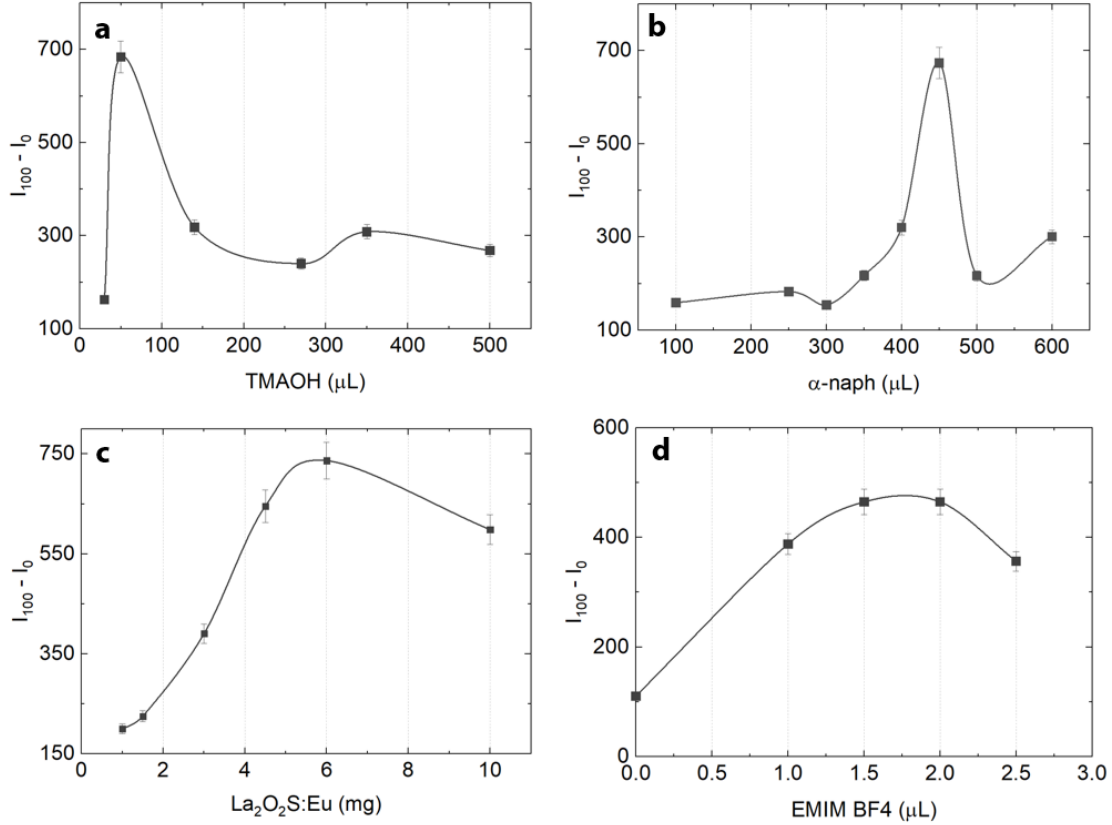 a
I₁₀₀ - I₀
700
500
300
100
0 100 200 300 400 500
TMAOH (μL)
b
I₁₀₀ - I₀
700
500
300
100
100 200 300 400 500 600
α-naph (μL)
c
I₁₀₀ - I₀
750
550
350
150
0 2 4 6 8 10
La₂O₂S:Eu (mg)
d
I₁₀₀ - I₀
600
400
200
0
0.0 0.5 1.0 1.5 2.0 2.5 3.0
EMIM BF4 (μL)